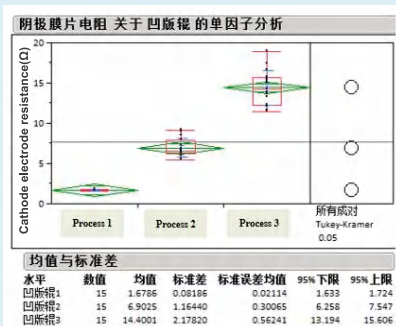 阴极膜片电阻 关于 凹版辊 的单因子分析
Cathode electrode resistance(Ω)
20
15
10
5
0
Process 1
Process 2
Process 3
所有成对
Tukey-Kramer
0.05
均值与标准差
水平 数值 均值 标准差 标准误差均值 95% 下限 95% 上限
凹版辊1 15 1.6786 0.08186 0.02114 1.633 1.724
凹版辊2 15 6.9025 1.16440 0.30065 6.258 7.547
凹版辊3 15 14.4001 2.17820 0.56241 13.194 15.606